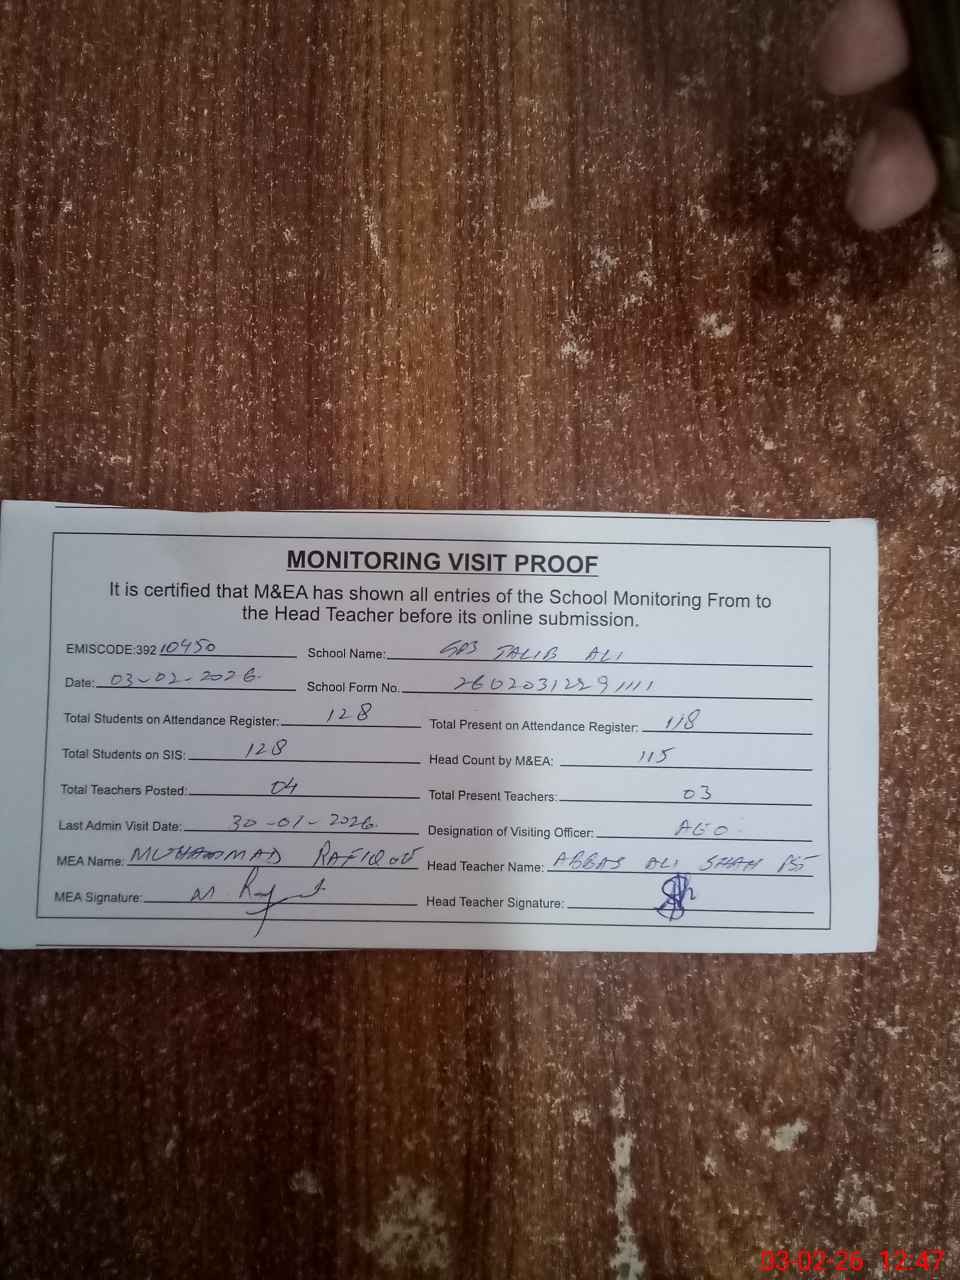 MONITORING VISIT PROOF
It is certified that M&EA has shown all entries of the School Monitoring From to
the Head Teacher before its online submission.
EMISCODE:392 10450 School Name: GPS TALIB ALI
Date: 03-02-2026 School Form No. 26020312291111
Total Students on Attendance Register: 128 Total Present on Attendance Register: 118
Total Students on SIS: 128 Head Count by M&EA: 115
Total Teachers Posted: 04 Total Present Teachers: 03
Last Admin Visit Date: 30-01-2026 Designation of Visiting Officer: AEO
MEA Name: MUHAMMAD RAFIQUE Head Teacher Name: ABBAS ALI SHAH PST
MEA Signature: Head Teacher Signature:
03-02-26 12:47